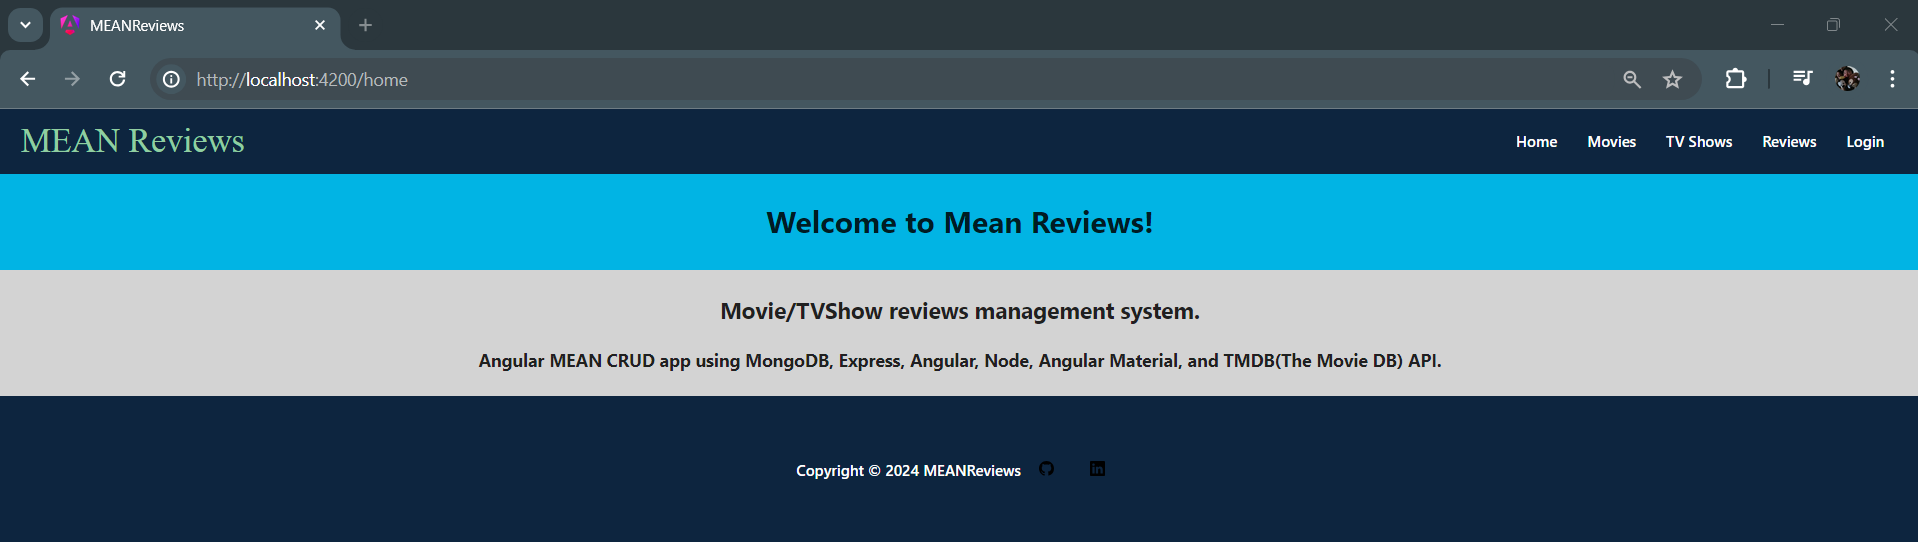 MEANReviews
http://localhost:4200/home
MEAN Reviews
Home Movies TV Shows Reviews Login
Welcome to Mean Reviews!
Movie/TVShow reviews management system.
Angular MEAN CRUD app using MongoDB, Express, Angular, Node, Angular Material, and TMDB(The Movie DB) API.
Copyright © 2024 MEANReviews